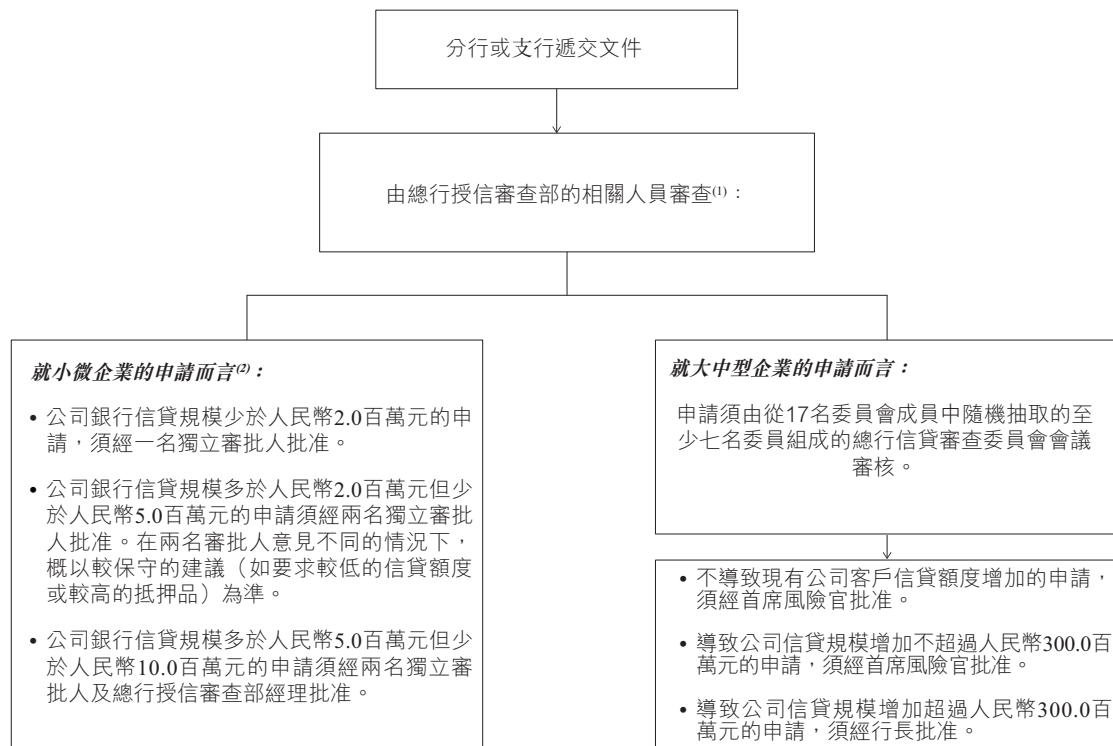 分行或支行遞交文件
由總行授信審查部的相關人員審查(1)：
就小微企業的申請而言(2)：
• 公司銀行信貸規模少於人民幣2.0百萬元的申
請，須經一名獨立審批人批准。
• 公司銀行信貸規模多於人民幣2.0百萬元但少
於人民幣5.0百萬元的申請須經兩名獨立審批
人批准。在兩名審批人意見不同的情況下，
概以較保守的建議（如要求較低的信貸額度
或較高的抵押品）為準。
• 公司銀行信貸規模多於人民幣5.0百萬元但少
於人民幣10.0百萬元的申請須經兩名獨立審
批人及總行授信審查部經理批准。
就大中型企業的申請而言：
申請須由從17名委員會成員中隨機抽取的至
少七名委員組成的總行信貸審查委員會會議
審核。
• 不導致現有公司客戶信貸額度增加的申請，
須經首席風險官批准。
• 導致公司信貸規模增加不超過人民幣300.0百
萬元的申請，須經首席風險官批准。
• 導致公司信貸規模增加超過人民幣300.0百
萬元的申請，須經行長批准。